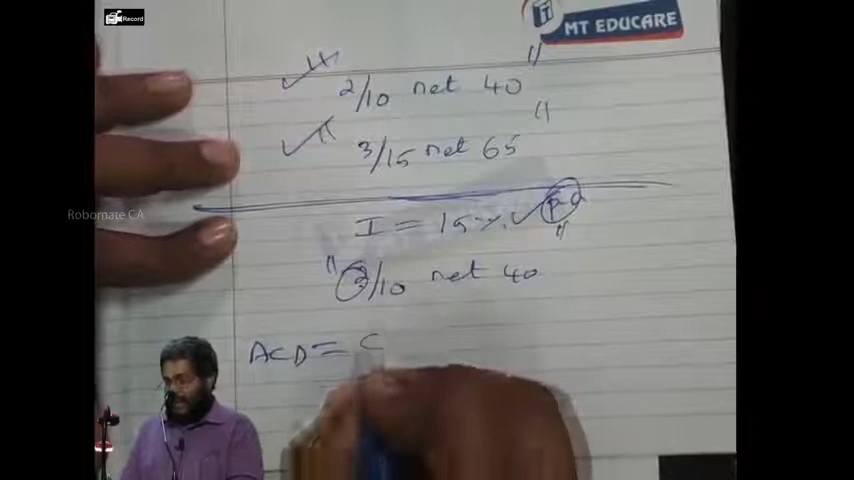 Record
MT EDUCARE
2/10 net 40
3/15 net 65
Robomate CA
I = 15%. pa
2/10 net 40
ACD = C